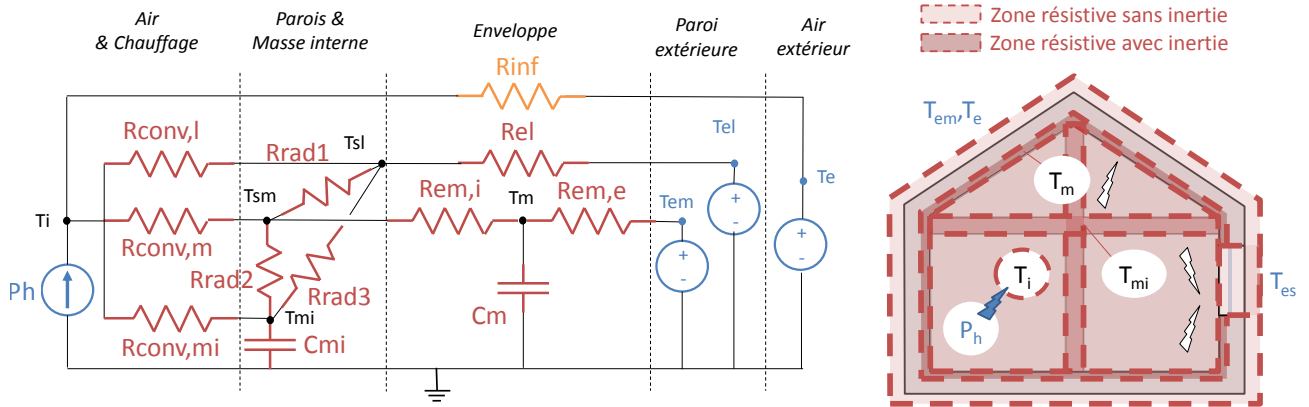 Air
& Chauffage
Parois &
Masse interne
Enveloppe
Paroi
extérieure
Air
extérieur
Rinf
Rconv,l
Rrad1
Tsl
Rel
Tel
Tsm
Rem,i
Tm
Rem,e
Tem
Te
Ti
Rconv,m
Rrad2
Rrad3
Ph
Tmi
Cm
Rconv,mi
Cmi
+
-
+
-
+
-
Zone résistive sans inertie
Zone résistive avec inertie
Tem,Te
Tm
Ti
Tmi
Tes
Ph